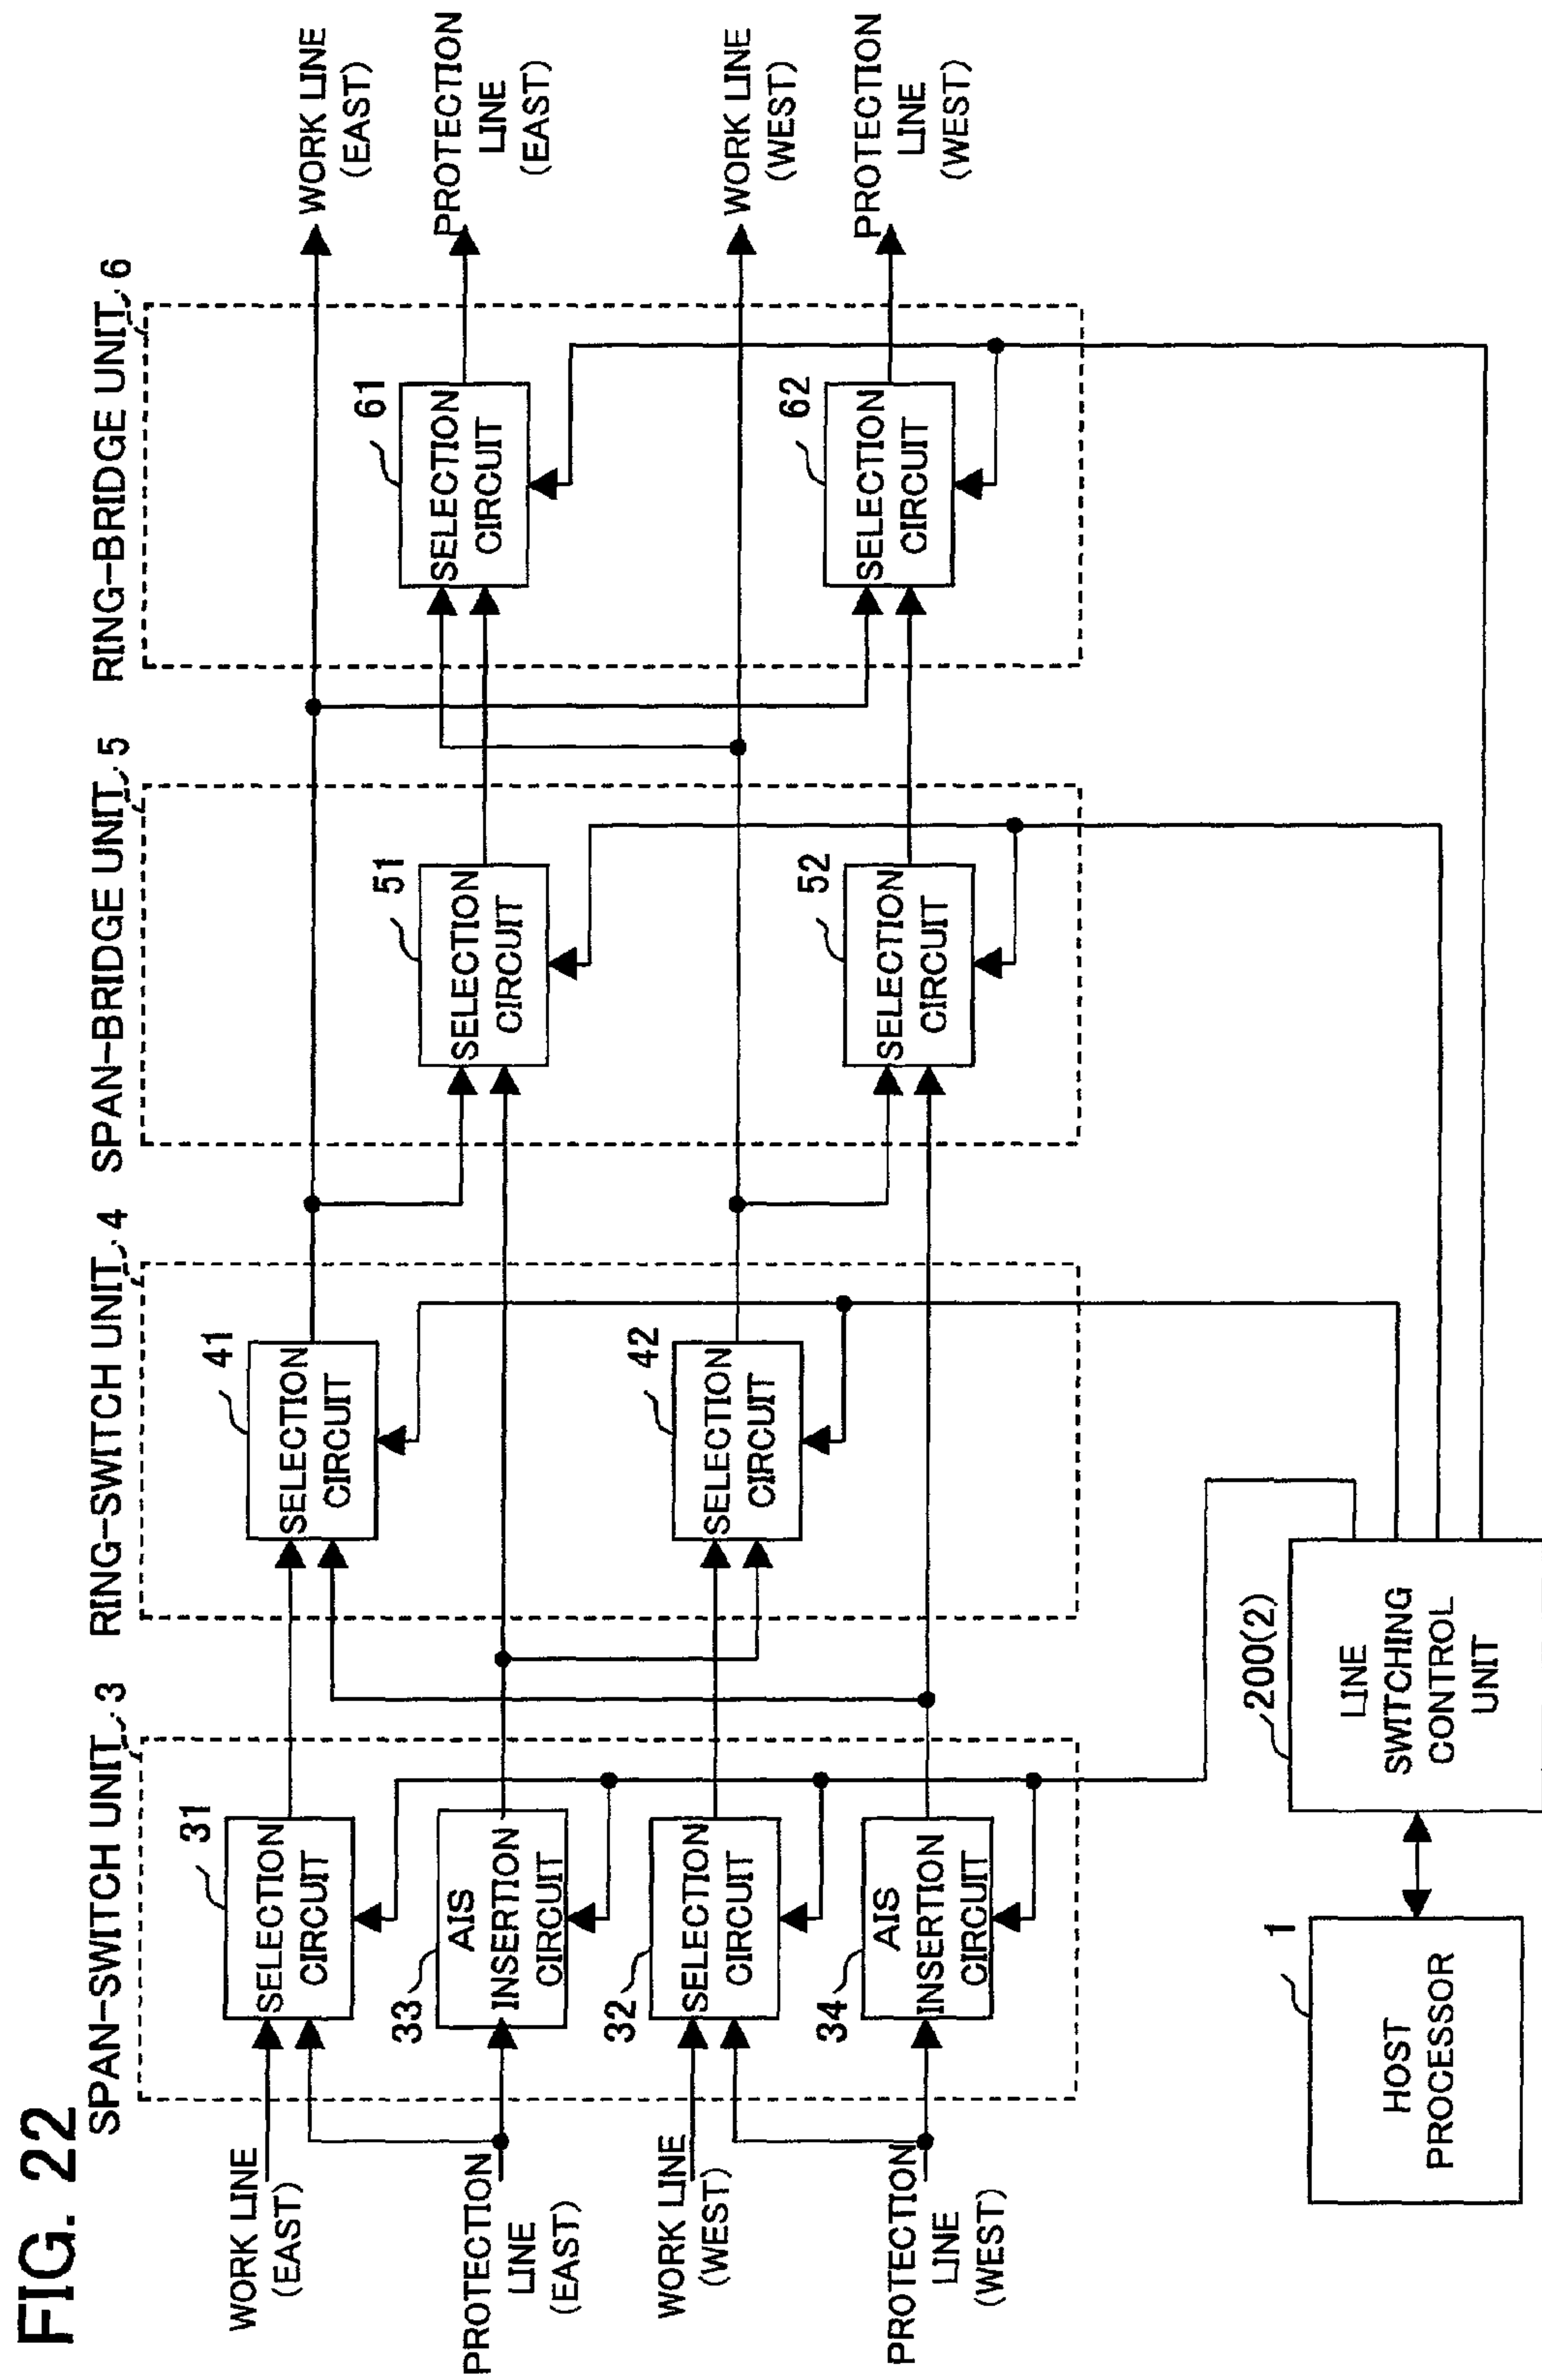 FIG. 22
SPAN-SWITCH UNIT 3
RING-SWITCH UNIT 4
SPAN-BRIDGE UNIT 5
RING-BRIDGE UNIT 6
WORK LINE
(EAST)
PROTECTION
LINE
(EAST)
WORK LINE
(WEST)
PROTECTION
LINE
(WEST)
31
SELECTION
CIRCUIT
33
AIS
INSERTION
CIRCUIT
32
SELECTION
CIRCUIT
34
AIS
INSERTION
CIRCUIT
41
SELECTION
CIRCUIT
42
SELECTION
CIRCUIT
51
SELECTION
CIRCUIT
52
SELECTION
CIRCUIT
61
SELECTION
CIRCUIT
62
SELECTION
CIRCUIT
WORK LINE
(EAST)
PROTECTION
LINE
(EAST)
WORK LINE
(WEST)
PROTECTION
LINE
(WEST)
1
HOST
PROCESSOR
200(2)
LINE
SWITCHING
CONTROL
UNIT